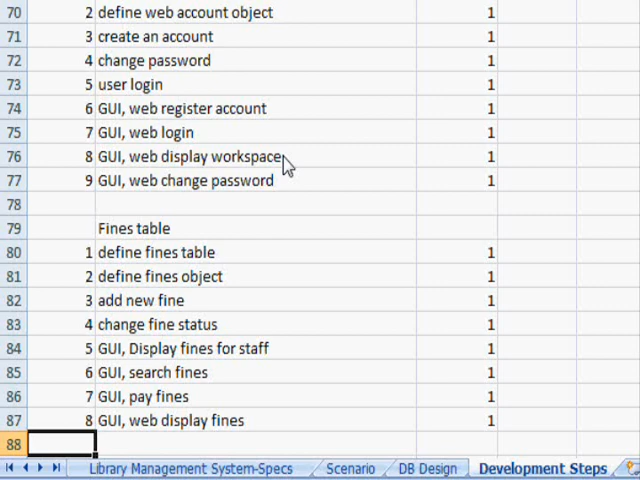 70 2 define web account object 1
71 3 create an account 1
72 4 change password 1
73 5 user login 1
74 6 GUI, web register account 1
75 7 GUI, web login 1
76 8 GUI, web display workspace 1
77 9 GUI, web change password 1
78
79 Fines table
80 1 define fines table 1
81 2 define fines object 1
82 3 add new fine 1
83 4 change fine status 1
84 5 GUI, Display fines for staff 1
85 6 GUI, search fines 1
86 7 GUI, pay fines 1
87 8 GUI, web display fines 1
88
Library Management System-Specs Scenario DB Design Development Steps